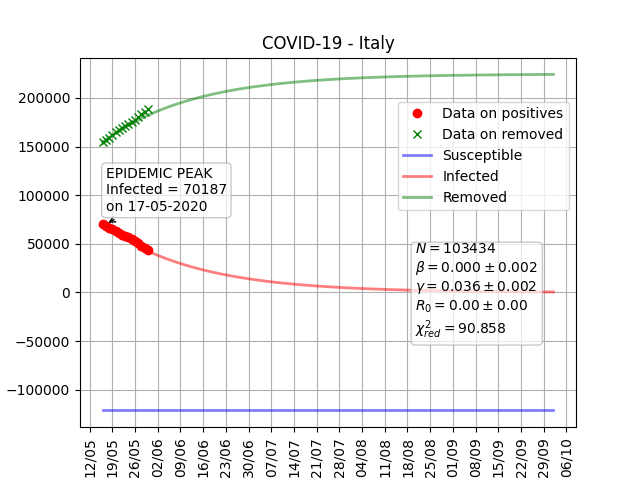 COVID-19 - Italy
200000
150000
100000
50000
0
−50000
−100000
EPIDEMIC PEAK
Infected = 70187
on 17-05-2020
Data on positives
Data on removed
Susceptible
Infected
Removed
N = 103434
β = 0.000 ± 0.002
γ = 0.036 ± 0.002
R₀ = 0.00 ± 0.00
χ²red = 90.858
12/05
19/05
26/05
02/06
09/06
16/06
23/06
30/06
07/07
14/07
21/07
28/07
04/08
11/08
18/08
25/08
01/09
08/09
15/09
22/09
29/09
06/10